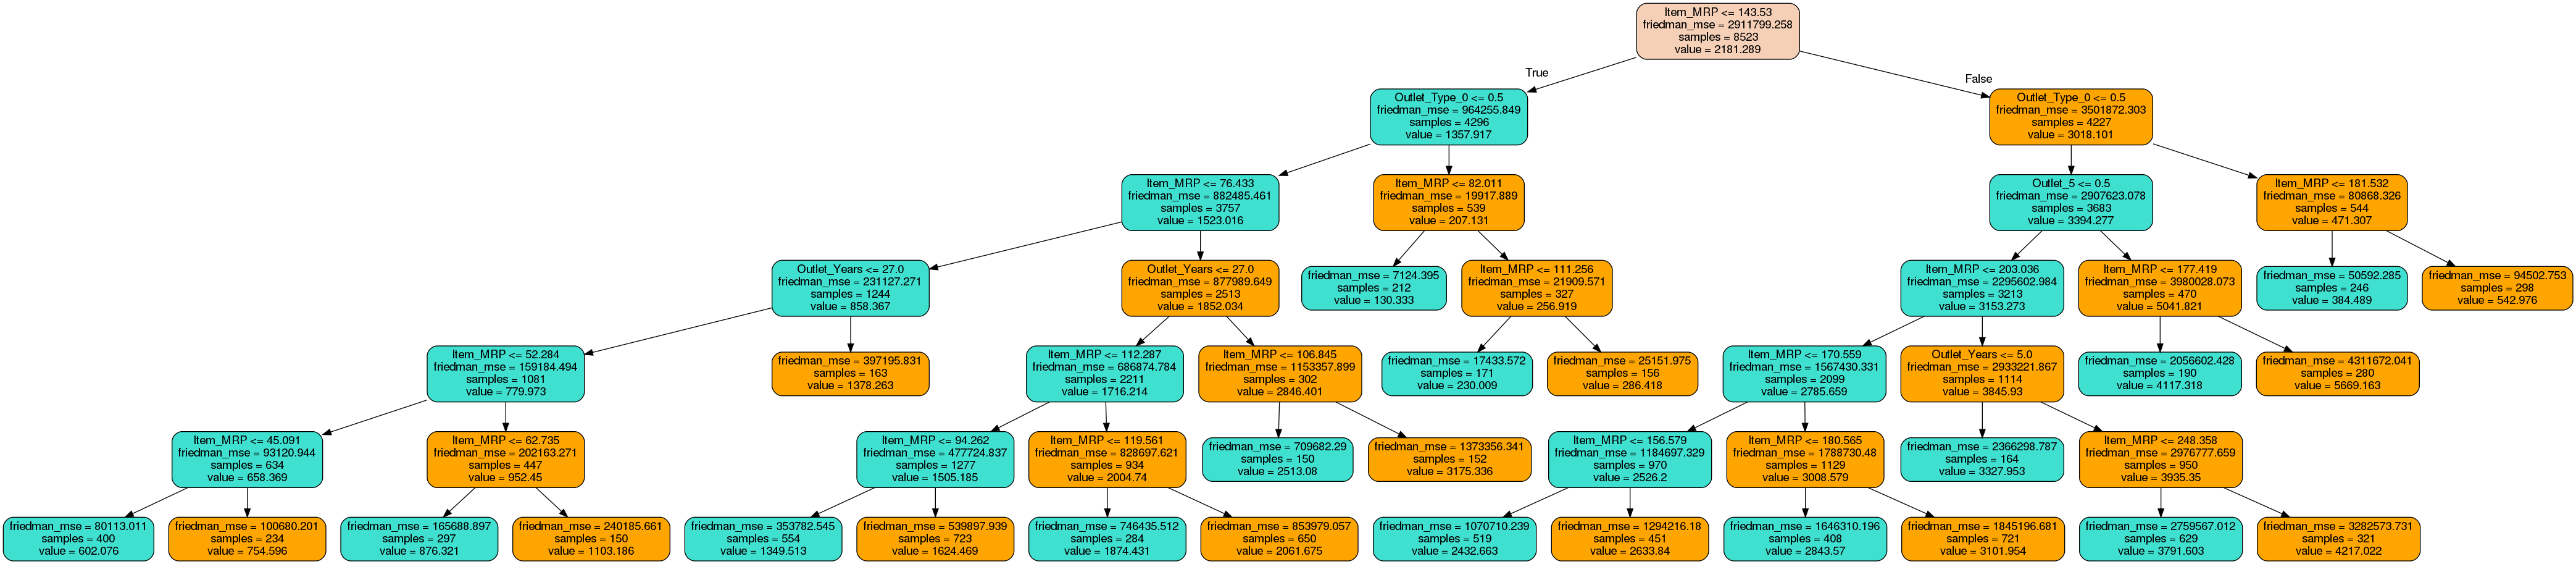 Item_MRP <= 143.53
friedman_mse = 2911799.258
samples = 8523
value = 2181.289
True
False
Outlet_Type_0 <= 0.5
friedman_mse = 964255.849
samples = 4296
value = 1357.917
Outlet_Type_0 <= 0.5
friedman_mse = 3501872.303
samples = 4227
value = 3018.101
Item_MRP <= 76.433
friedman_mse = 882485.461
samples = 3757
value = 1523.016
Item_MRP <= 82.011
friedman_mse = 19917.889
samples = 539
value = 207.131
Outlet_5 <= 0.5
friedman_mse = 2907623.078
samples = 3683
value = 3394.277
Item_MRP <= 181.532
friedman_mse = 80868.326
samples = 544
value = 471.307
Outlet_Years <= 27.0
friedman_mse = 231127.271
samples = 1244
value = 858.367
Outlet_Years <= 27.0
friedman_mse = 877989.649
samples = 2513
value = 1852.034
friedman_mse = 7124.395
samples = 212
value = 130.333
Item_MRP <= 111.256
friedman_mse = 21909.571
samples = 327
value = 256.919
Item_MRP <= 203.036
friedman_mse = 2295602.984
samples = 3213
value = 3153.273
Item_MRP <= 177.419
friedman_mse = 3980028.073
samples = 470
value = 5041.821
friedman_mse = 50592.285
samples = 246
value = 384.489
friedman_mse = 94502.753
samples = 298
value = 542.976
Item_MRP <= 52.284
friedman_mse = 159184.494
samples = 1081
value = 779.973
friedman_mse = 397195.831
samples = 163
value = 1378.263
Item_MRP <= 112.287
friedman_mse = 686874.784
samples = 2211
value = 1716.214
Item_MRP <= 106.845
friedman_mse = 1153357.899
samples = 302
value = 2846.401
friedman_mse = 17433.572
samples = 171
value = 230.009
friedman_mse = 25151.975
samples = 156
value = 286.418
Item_MRP <= 170.559
friedman_mse = 1567430.331
samples = 2099
value = 2785.659
Outlet_Years <= 5.0
friedman_mse = 2933221.867
samples = 1114
value = 3845.93
friedman_mse = 2056602.428
samples = 190
value = 4117.318
friedman_mse = 4311672.041
samples = 280
value = 5669.163
Item_MRP <= 45.091
friedman_mse = 93120.944
samples = 634
value = 658.369
Item_MRP <= 62.735
friedman_mse = 202163.271
samples = 447
value = 952.45
Item_MRP <= 94.262
friedman_mse = 477724.837
samples = 1277
value = 1505.185
Item_MRP <= 119.561
friedman_mse = 828697.621
samples = 934
value = 2004.74
friedman_mse = 709682.29
samples = 150
value = 2513.08
friedman_mse = 1373356.341
samples = 152
value = 3175.336
Item_MRP <= 156.579
friedman_mse = 1184697.329
samples = 970
value = 2526.2
Item_MRP <= 180.565
friedman_mse = 1788730.48
samples = 1129
value = 3008.579
friedman_mse = 2366298.787
samples = 164
value = 3327.953
Item_MRP <= 248.358
friedman_mse = 2976777.659
samples = 950
value = 3935.35
friedman_mse = 80113.011
samples = 400
value = 602.076
friedman_mse = 100680.201
samples = 234
value = 754.596
friedman_mse = 165688.897
samples = 297
value = 876.321
friedman_mse = 240185.661
samples = 150
value = 1103.186
friedman_mse = 353782.545
samples = 554
value = 1349.513
friedman_mse = 539897.939
samples = 723
value = 1624.469
friedman_mse = 746435.512
samples = 284
value = 1874.431
friedman_mse = 853979.057
samples = 650
value = 2061.675
friedman_mse = 1070710.239
samples = 519
value = 2432.663
friedman_mse = 1294216.18
samples = 451
value = 2633.84
friedman_mse = 1646310.196
samples = 408
value = 2843.57
friedman_mse = 1845196.681
samples = 721
value = 3101.954
friedman_mse = 2759567.012
samples = 629
value = 3791.603
friedman_mse = 3282573.731
samples = 321
value = 4217.022